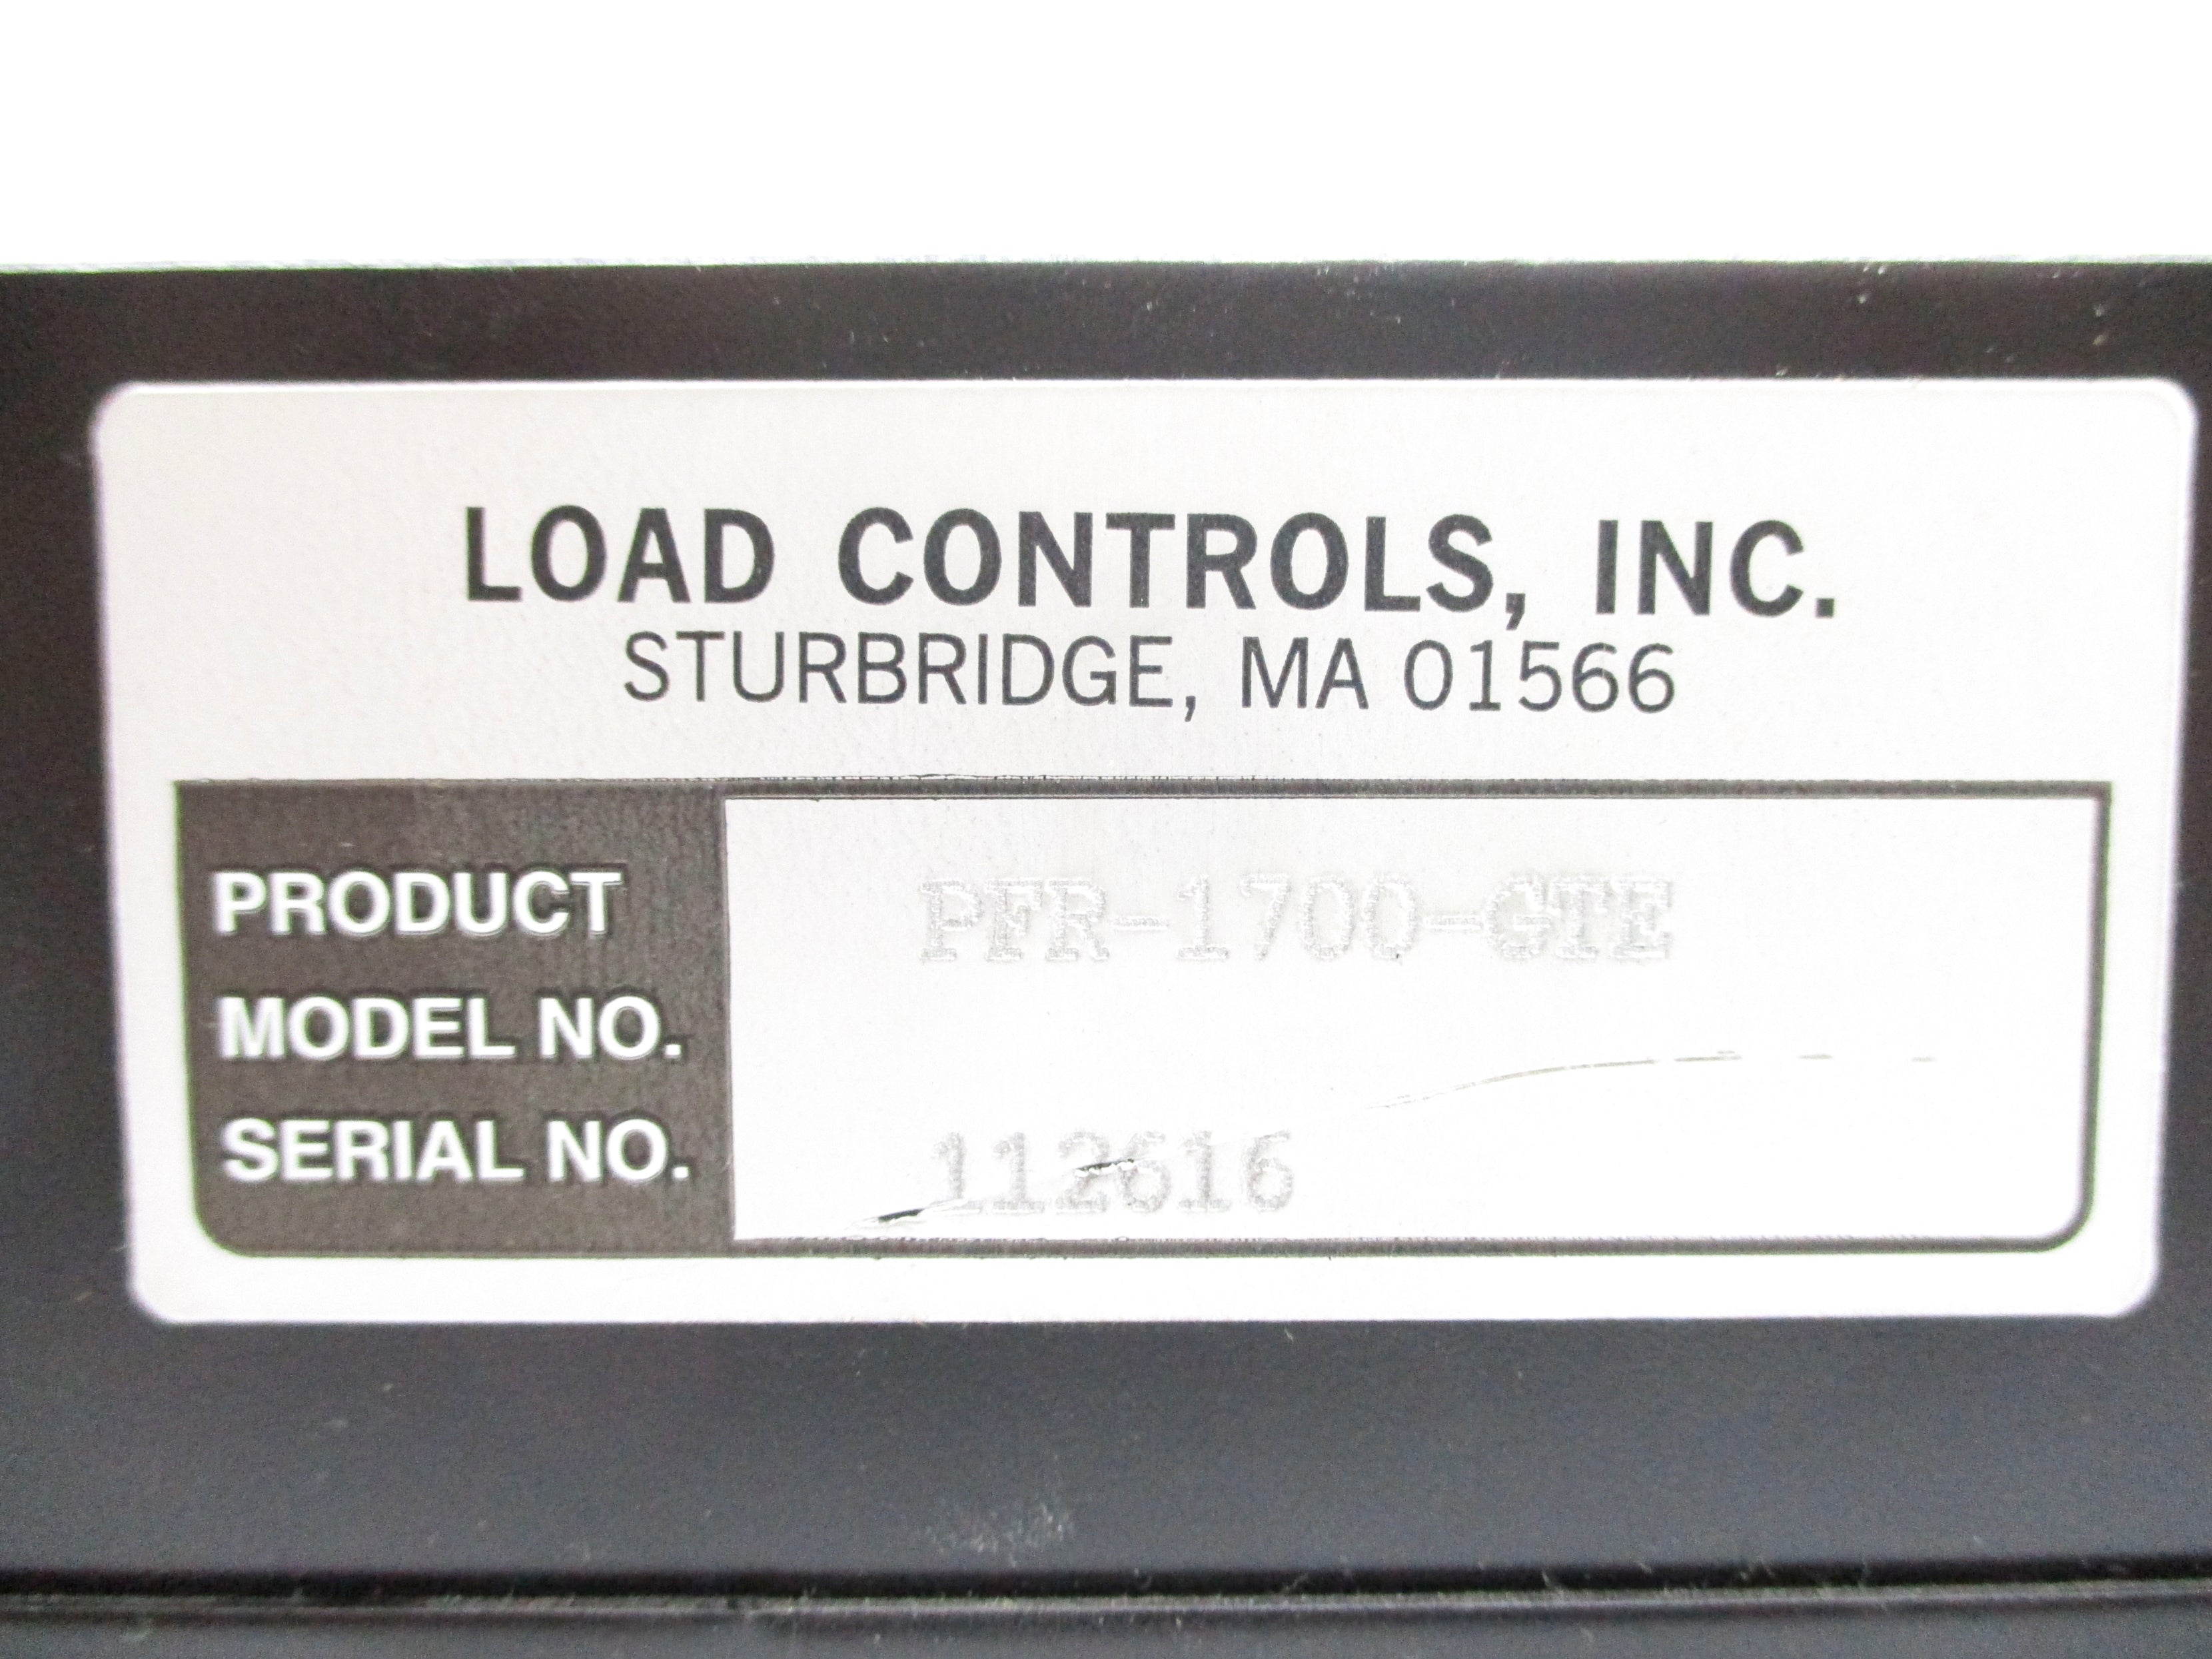 LOAD CONTROLS, INC.
STURBRIDGE, MA 01566
PRODUCT PFR-1700-GTE
MODEL NO.
SERIAL NO. 112616